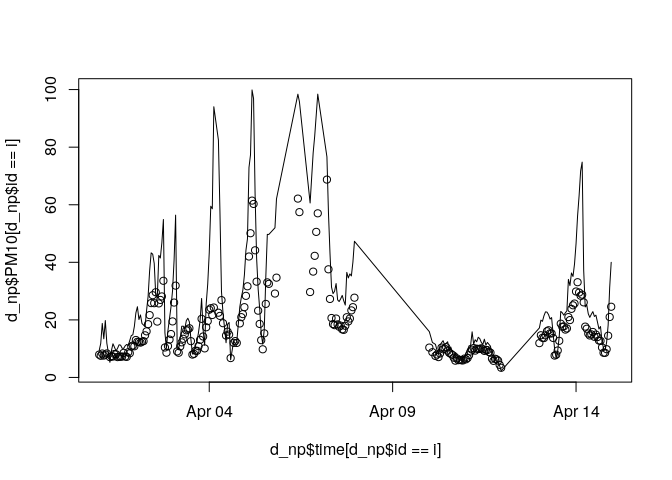 100
80
60
40
20
0
d_np$PM10[d_np$id == i]
Apr 04
Apr 09
Apr 14
d_np$time[d_np$id == i]